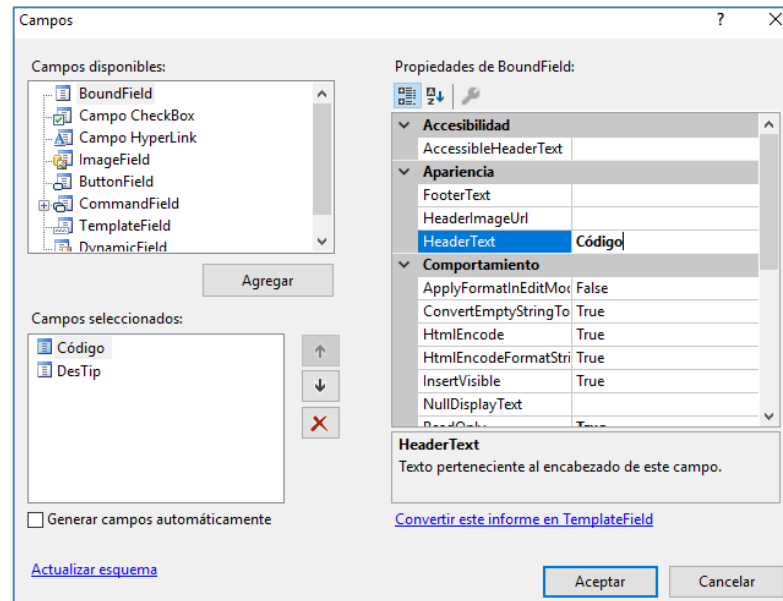 Campos
?
Campos disponibles:
BoundField
Campo CheckBox
Campo HyperLink
ImageField
ButtonField
CommandField
TemplateField
DynamicField
Agregar
Campos seleccionados:
Código
DesTip
Generar campos automáticamente
Actualizar esquema
Propiedades de BoundField:
Accesibilidad
AccessibleHeaderText
Apariencia
FooterText
HeaderImageUrl
HeaderText Código
Comportamiento
ApplyFormatInEditMod False
ConvertEmptyStringTo True
HtmlEncode True
HtmlEncodeFormatStri True
InsertVisible True
NullDisplayText
ReadOnly True
HeaderText
Texto perteneciente al encabezado de este campo.
Convertir este informe en TemplateField
Aceptar Cancelar